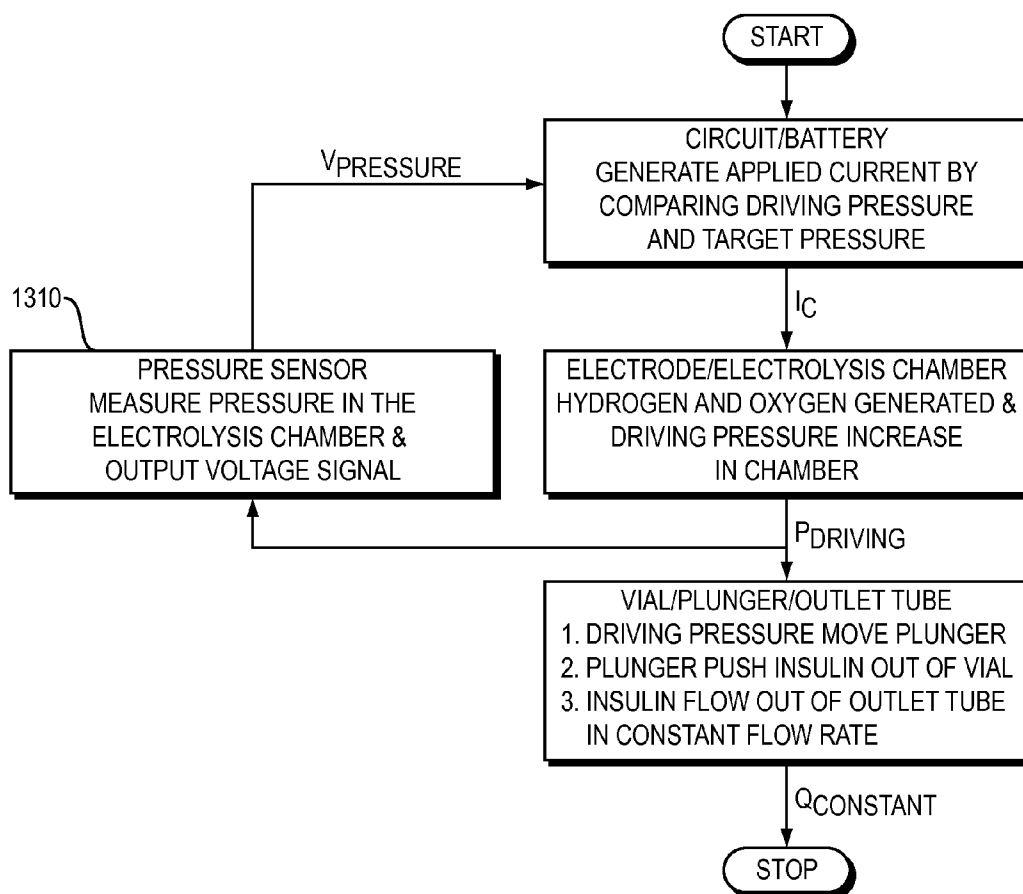 START
CIRCUIT/BATTERY
GENERATE APPLIED CURRENT BY
COMPARING DRIVING PRESSURE
AND TARGET PRESSURE
VPRESSURE
IC
1310
PRESSURE SENSOR
MEASURE PRESSURE IN THE
ELECTROLYSIS CHAMBER &
OUTPUT VOLTAGE SIGNAL
ELECTRODE/ELECTROLYSIS CHAMBER
HYDROGEN AND OXYGEN GENERATED &
DRIVING PRESSURE INCREASE
IN CHAMBER
PDRIVING
VIAL/PLUNGER/OUTLET TUBE
1. DRIVING PRESSURE MOVE PLUNGER
2. PLUNGER PUSH INSULIN OUT OF VIAL
3. INSULIN FLOW OUT OF OUTLET TUBE
IN CONSTANT FLOW RATE
QCONSTANT
STOP